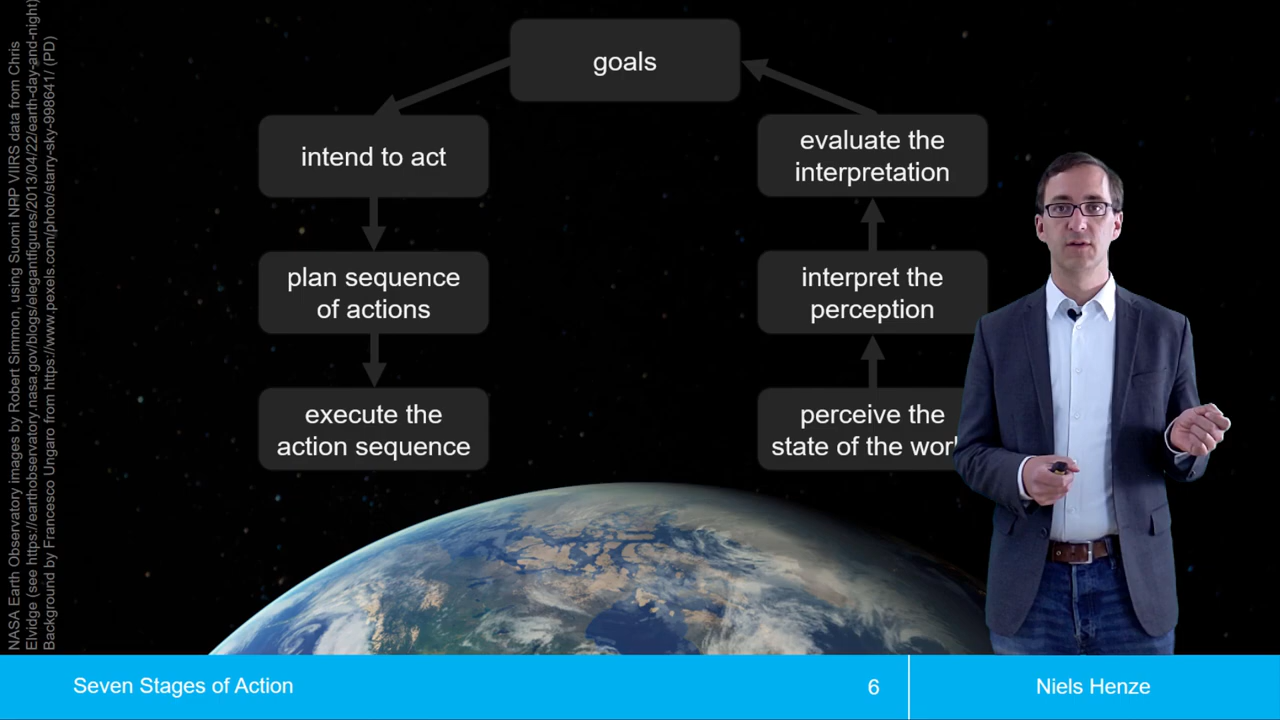 NASA Earth Observatory images by Robert Simmon, using Suomi NPP VIIRS data from Chris
Elvidge (see https://earthobservatory.nasa.gov/blogs/elegantfigures/2013/04/22/earth-day-and-night)
Background by Francesco Ungaro from https://www.pexels.com/photo/starry-sky-998641/ (PD)
goals
intend to act
plan sequence
of actions
execute the
action sequence
evaluate the
interpretation
interpret the
perception
perceive the
state of the
Seven Stages of Action
6
Niels Henze